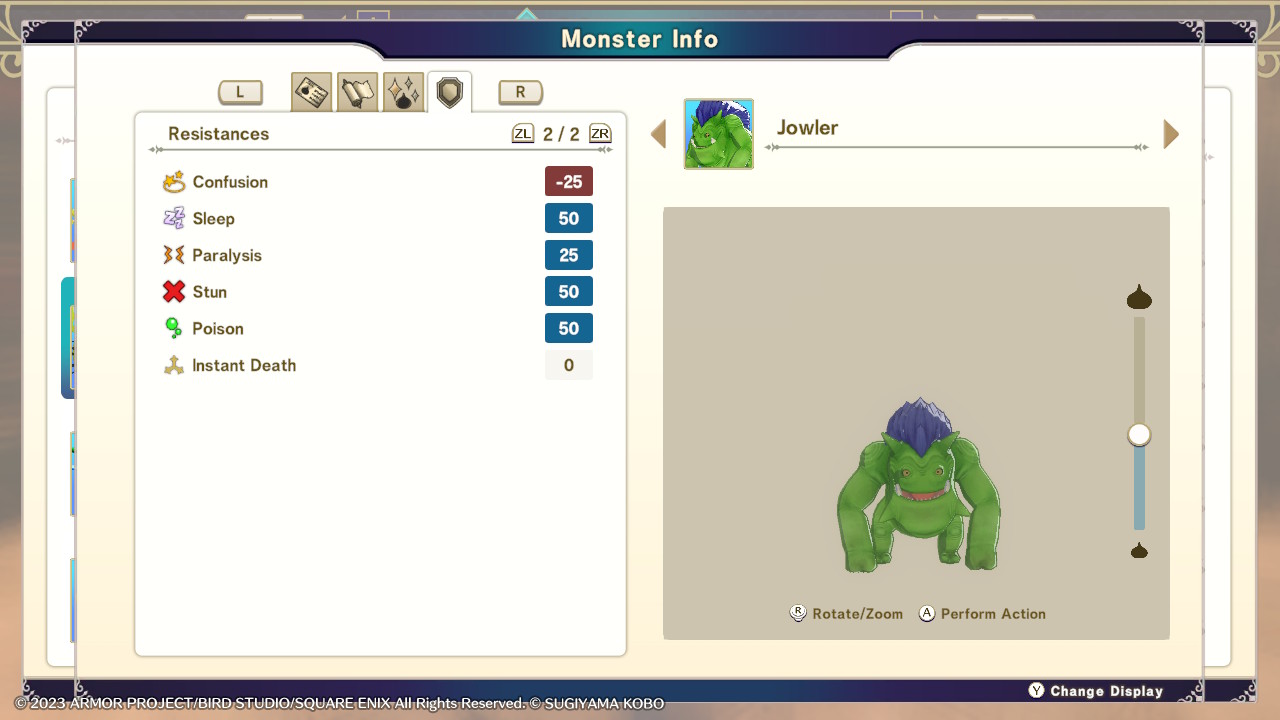 Monster Info
L
R
Resistances
ZL 2 / 2 ZR
Jowler
Confusion -25
Sleep 50
Paralysis 25
Stun 50
Poison 50
Instant Death 0
R Rotate/Zoom A Perform Action
Y Change Display
© 2023 ARMOR PROJECT/BIRD STUDIO/SQUARE ENIX All Rights Reserved. © SUGIYAMA KOBO